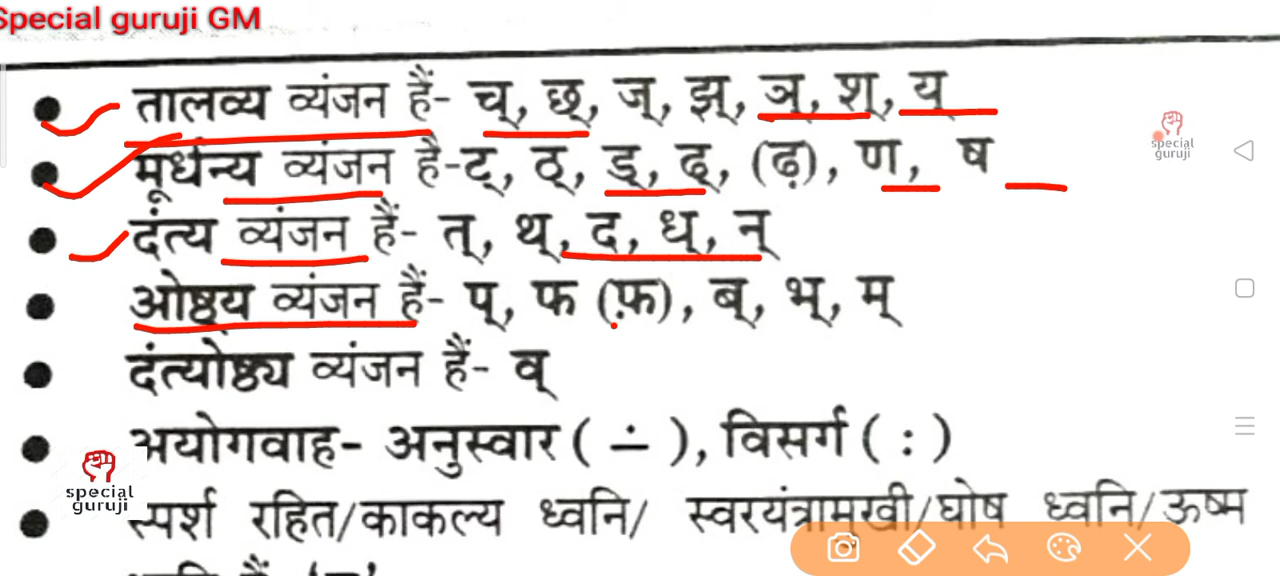 Special guruji GM
• तालव्य व्यंजन हैं- च्, छ्, ज्, झ्, ञ्, श्, य्
• मूर्धन्य व्यंजन है-ट्, ठ्, ड्, ढ्, (ढ़), ण, ष
special guruji
• दंत्य व्यंजन हैं- त्, थ्, द, ध्, न्
• ओष्ठय व्यंजन हैं- प्, फ (फ़), ब्, भ्, म्
• दंत्योष्ठ्य व्यंजन हैं- व्
• अयोगवाह- अनुस्वार ( ∸ ), विसर्ग ( : )
special guruji
• स्पर्श रहित/काकल्य ध्वनि/ स्वरयंत्रामुखी/घोष ध्वनि/ऊष्म